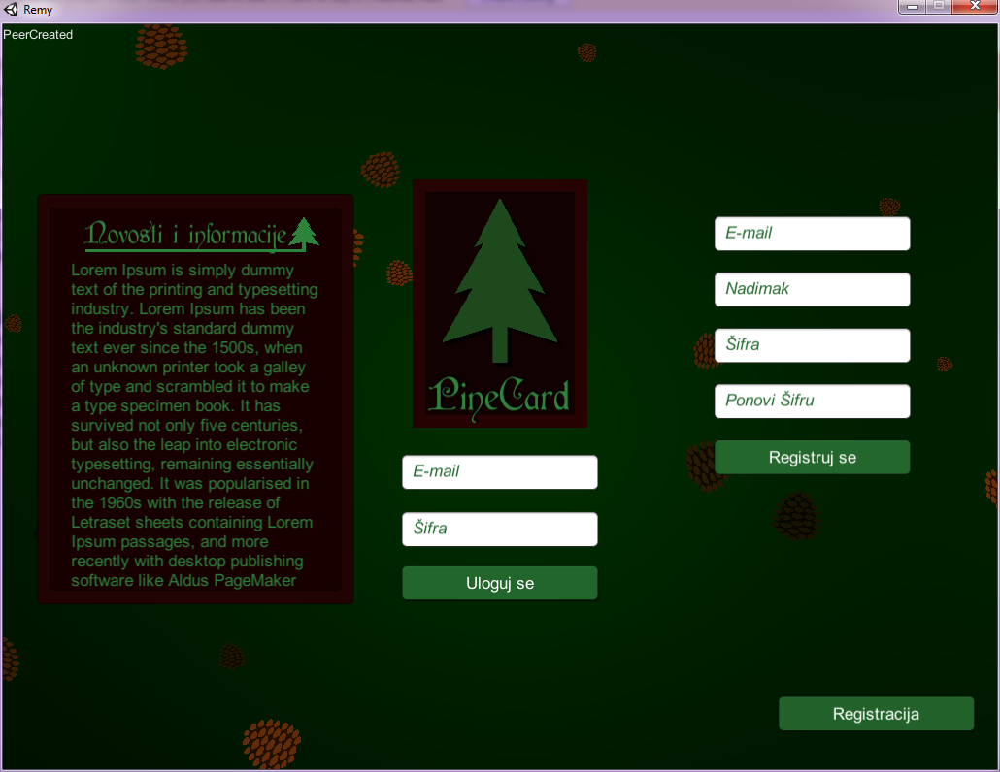 Remy
PeerCreated
Novosti i informacije
Lorem Ipsum is simply dummy
text of the printing and typesetting
industry. Lorem Ipsum has been
the industry's standard dummy
text ever since the 1500s, when
an unknown printer took a galley
of type and scrambled it to make
a type specimen book. It has
survived not only five centuries,
but also the leap into electronic
typesetting, remaining essentially
unchanged. It was popularised in
the 1960s with the release of
Letraset sheets containing Lorem
Ipsum passages, and more
recently with desktop publishing
software like Aldus PageMaker
PineCard
E-mail
Šifra
Uloguj se
E-mail
Nadimak
Šifra
Ponovi Šifru
Registruj se
Registracija